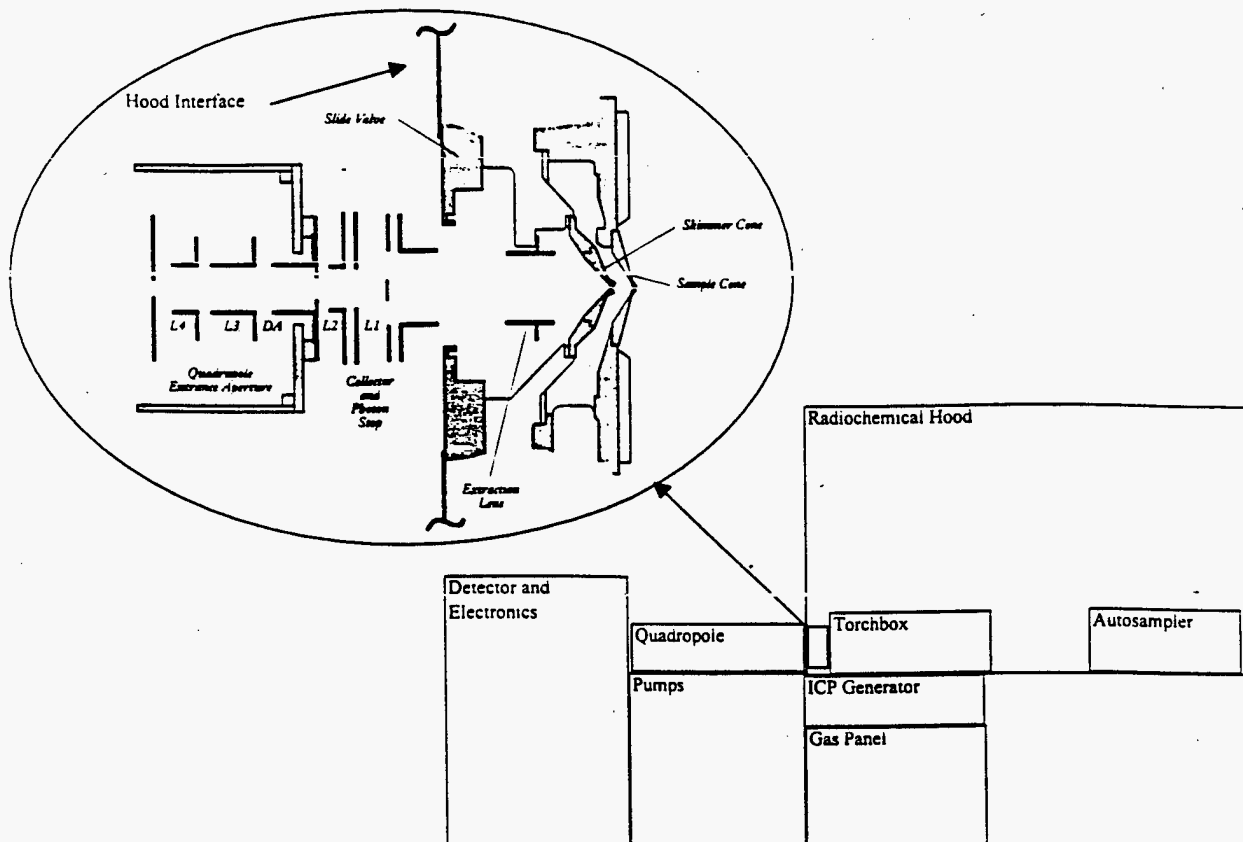 Hood Interface
Slide Valve
Skimmer Cone
Sample Cone
L4 L3 DA L2 L1
Quadrupole
Entrance Aperture
Collector
and
Photon
Stop
Extraction
Lens
Radiochemical Hood
Detector and
Electronics
Quadropole
Torchbox
Autosampler
Pumps
ICP Generator
Gas Panel